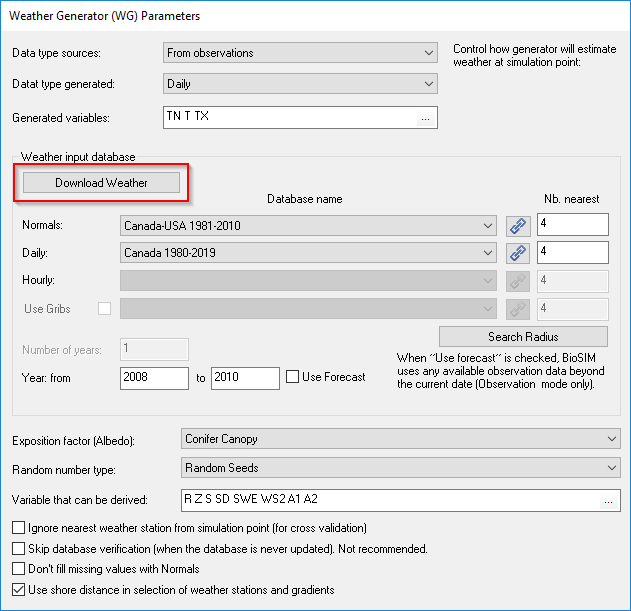 Weather Generator (WG) Parameters
Data type sources: From observations
Control how generator will estimate
weather at simulation point:
Datat type generated: Daily
Generated variables: TN T TX ...
Weather input database
Download Weather
Database name Nb. nearest
Normals: Canada-USA 1981-2010 4
Daily: Canada 1980-2019 4
Hourly: 4
Use Gribs 4
Search Radius
Number of years: 1
When "Use forecast" is checked, BioSIM
uses any available observation data beyond
the current date (Observation mode only).
Year: from 2008 to 2010 Use Forecast
Exposition factor (Albedo): Conifer Canopy
Random number type: Random Seeds
Variable that can be derived: R Z S SD SWE WS2 A1 A2 ...
Ignore nearest weather station from simulation point (for cross validation)
Skip database verification (when the database is never updated). Not recommended.
Don't fill missing values with Normals
Use shore distance in selection of weather stations and gradients